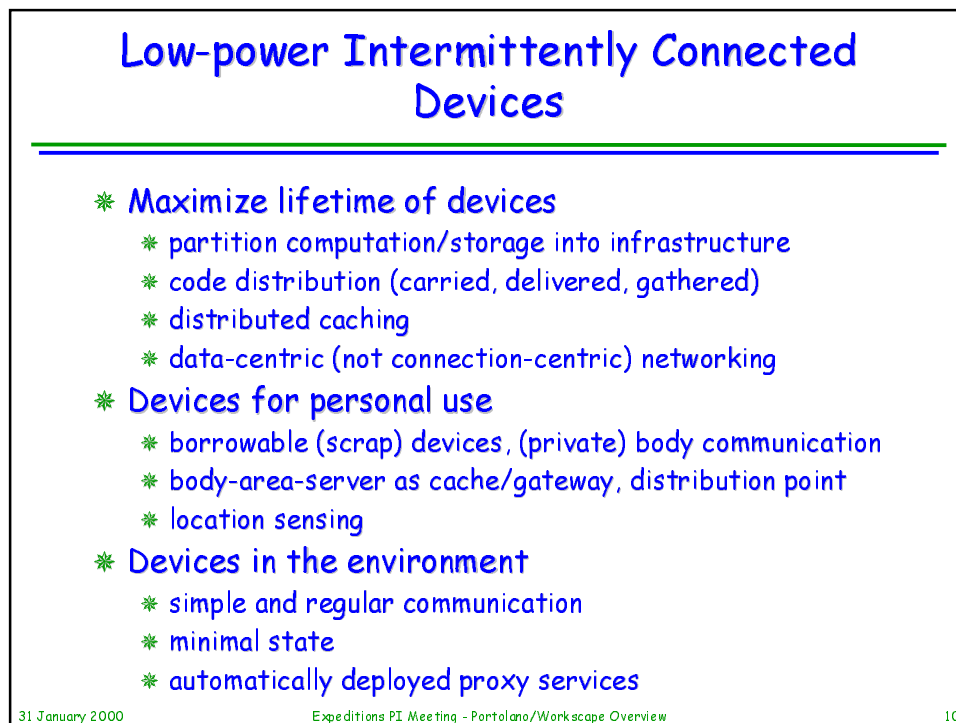 Low-power Intermittently Connected
Devices
Maximize lifetime of devices
partition computation/storage into infrastructure
code distribution (carried, delivered, gathered)
distributed caching
data-centric (not connection-centric) networking
Devices for personal use
borrowable (scrap) devices, (private) body communication
body-area-server as cache/gateway, distribution point
location sensing
Devices in the environment
simple and regular communication
minimal state
automatically deployed proxy services
31 January 2000
Expeditions PI Meeting - Portolano/Workscape Overview
10